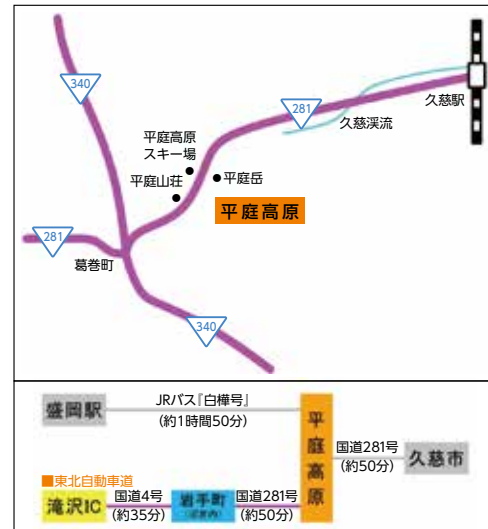 340
久慈駅
281
久慈渓流
平庭高原
スキー場
平庭山荘
平庭岳
平庭高原
281
葛巻町
340
盛岡駅
JRバス『白樺号』
(約1時間50分)
平庭高原
国道281号
(約50分)
久慈市
■東北自動車道
滝沢IC
国道4号
(約35分)
岩手町
国道281号
(約50分)